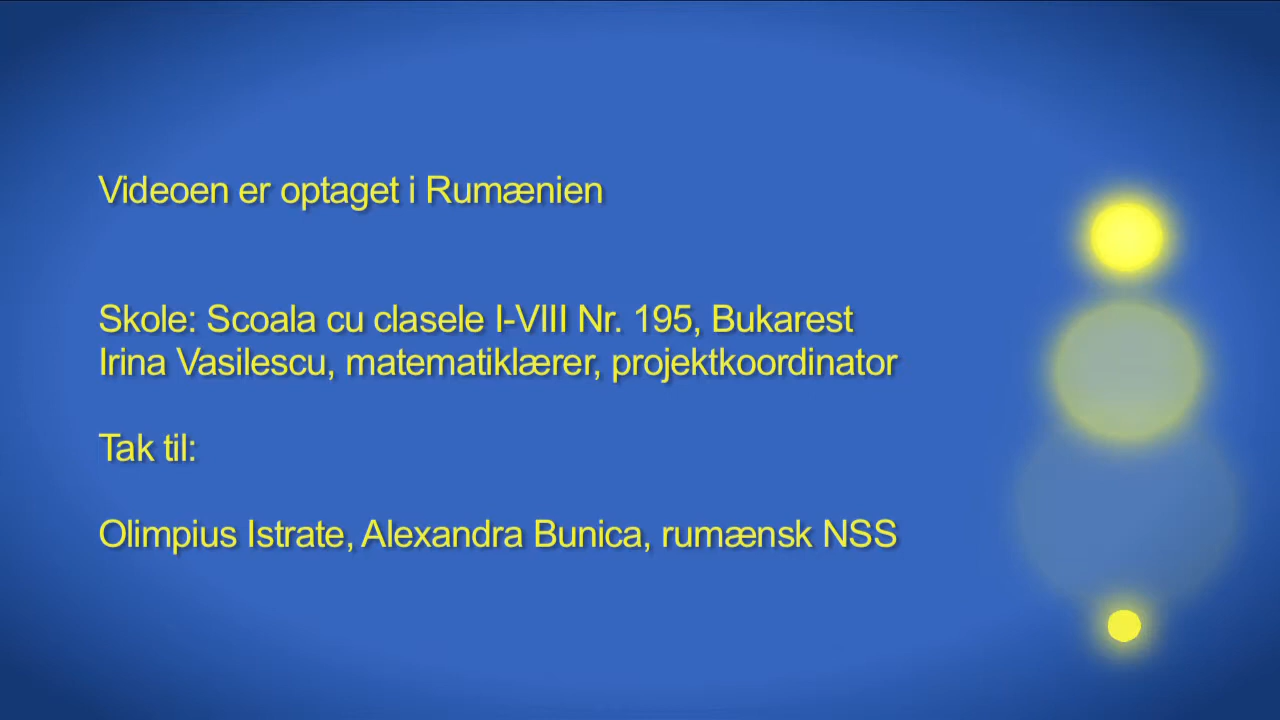 Videoen er optaget i Rumænien
Skole: Scoala cu clasele I-VIII Nr. 195, Bukarest
Irina Vasilescu, matematiklærer, projektkoordinator
Tak til:
Olimpius Istrate, Alexandra Bunica, rumænsk NSS